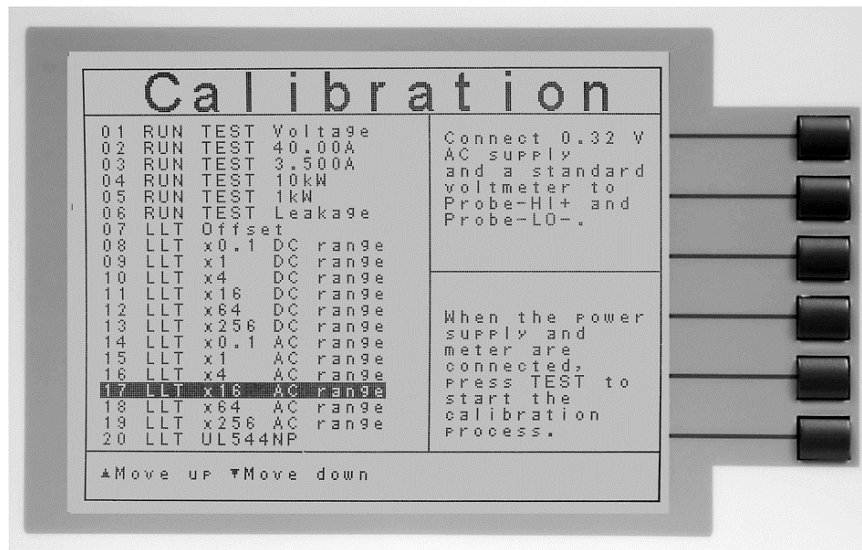 Calibration
01 RUN TEST Voltage
02 RUN TEST 40.00A
03 RUN TEST 3.500A
04 RUN TEST 10kW
05 RUN TEST 1kW
06 RUN TEST Leakage
07 LLT Offset
08 LLT x0.1 DC range
09 LLT x1 DC range
10 LLT x4 DC range
11 LLT x16 DC range
12 LLT x64 DC range
13 LLT x256 DC range
14 LLT x0.1 AC range
15 LLT x1 AC range
16 LLT x4 AC range
17 LLT x16 AC range
18 LLT x64 AC range
19 LLT x256 AC range
20 LLT UL544NP
Connect 0.32 V
AC supply
and a standard
voltmeter to
Probe-HI+ and
Probe-LO-.
When the power
supply and
meter are
connected,
press TEST to
start the
calibration
process.
▲Move up ▼Move down